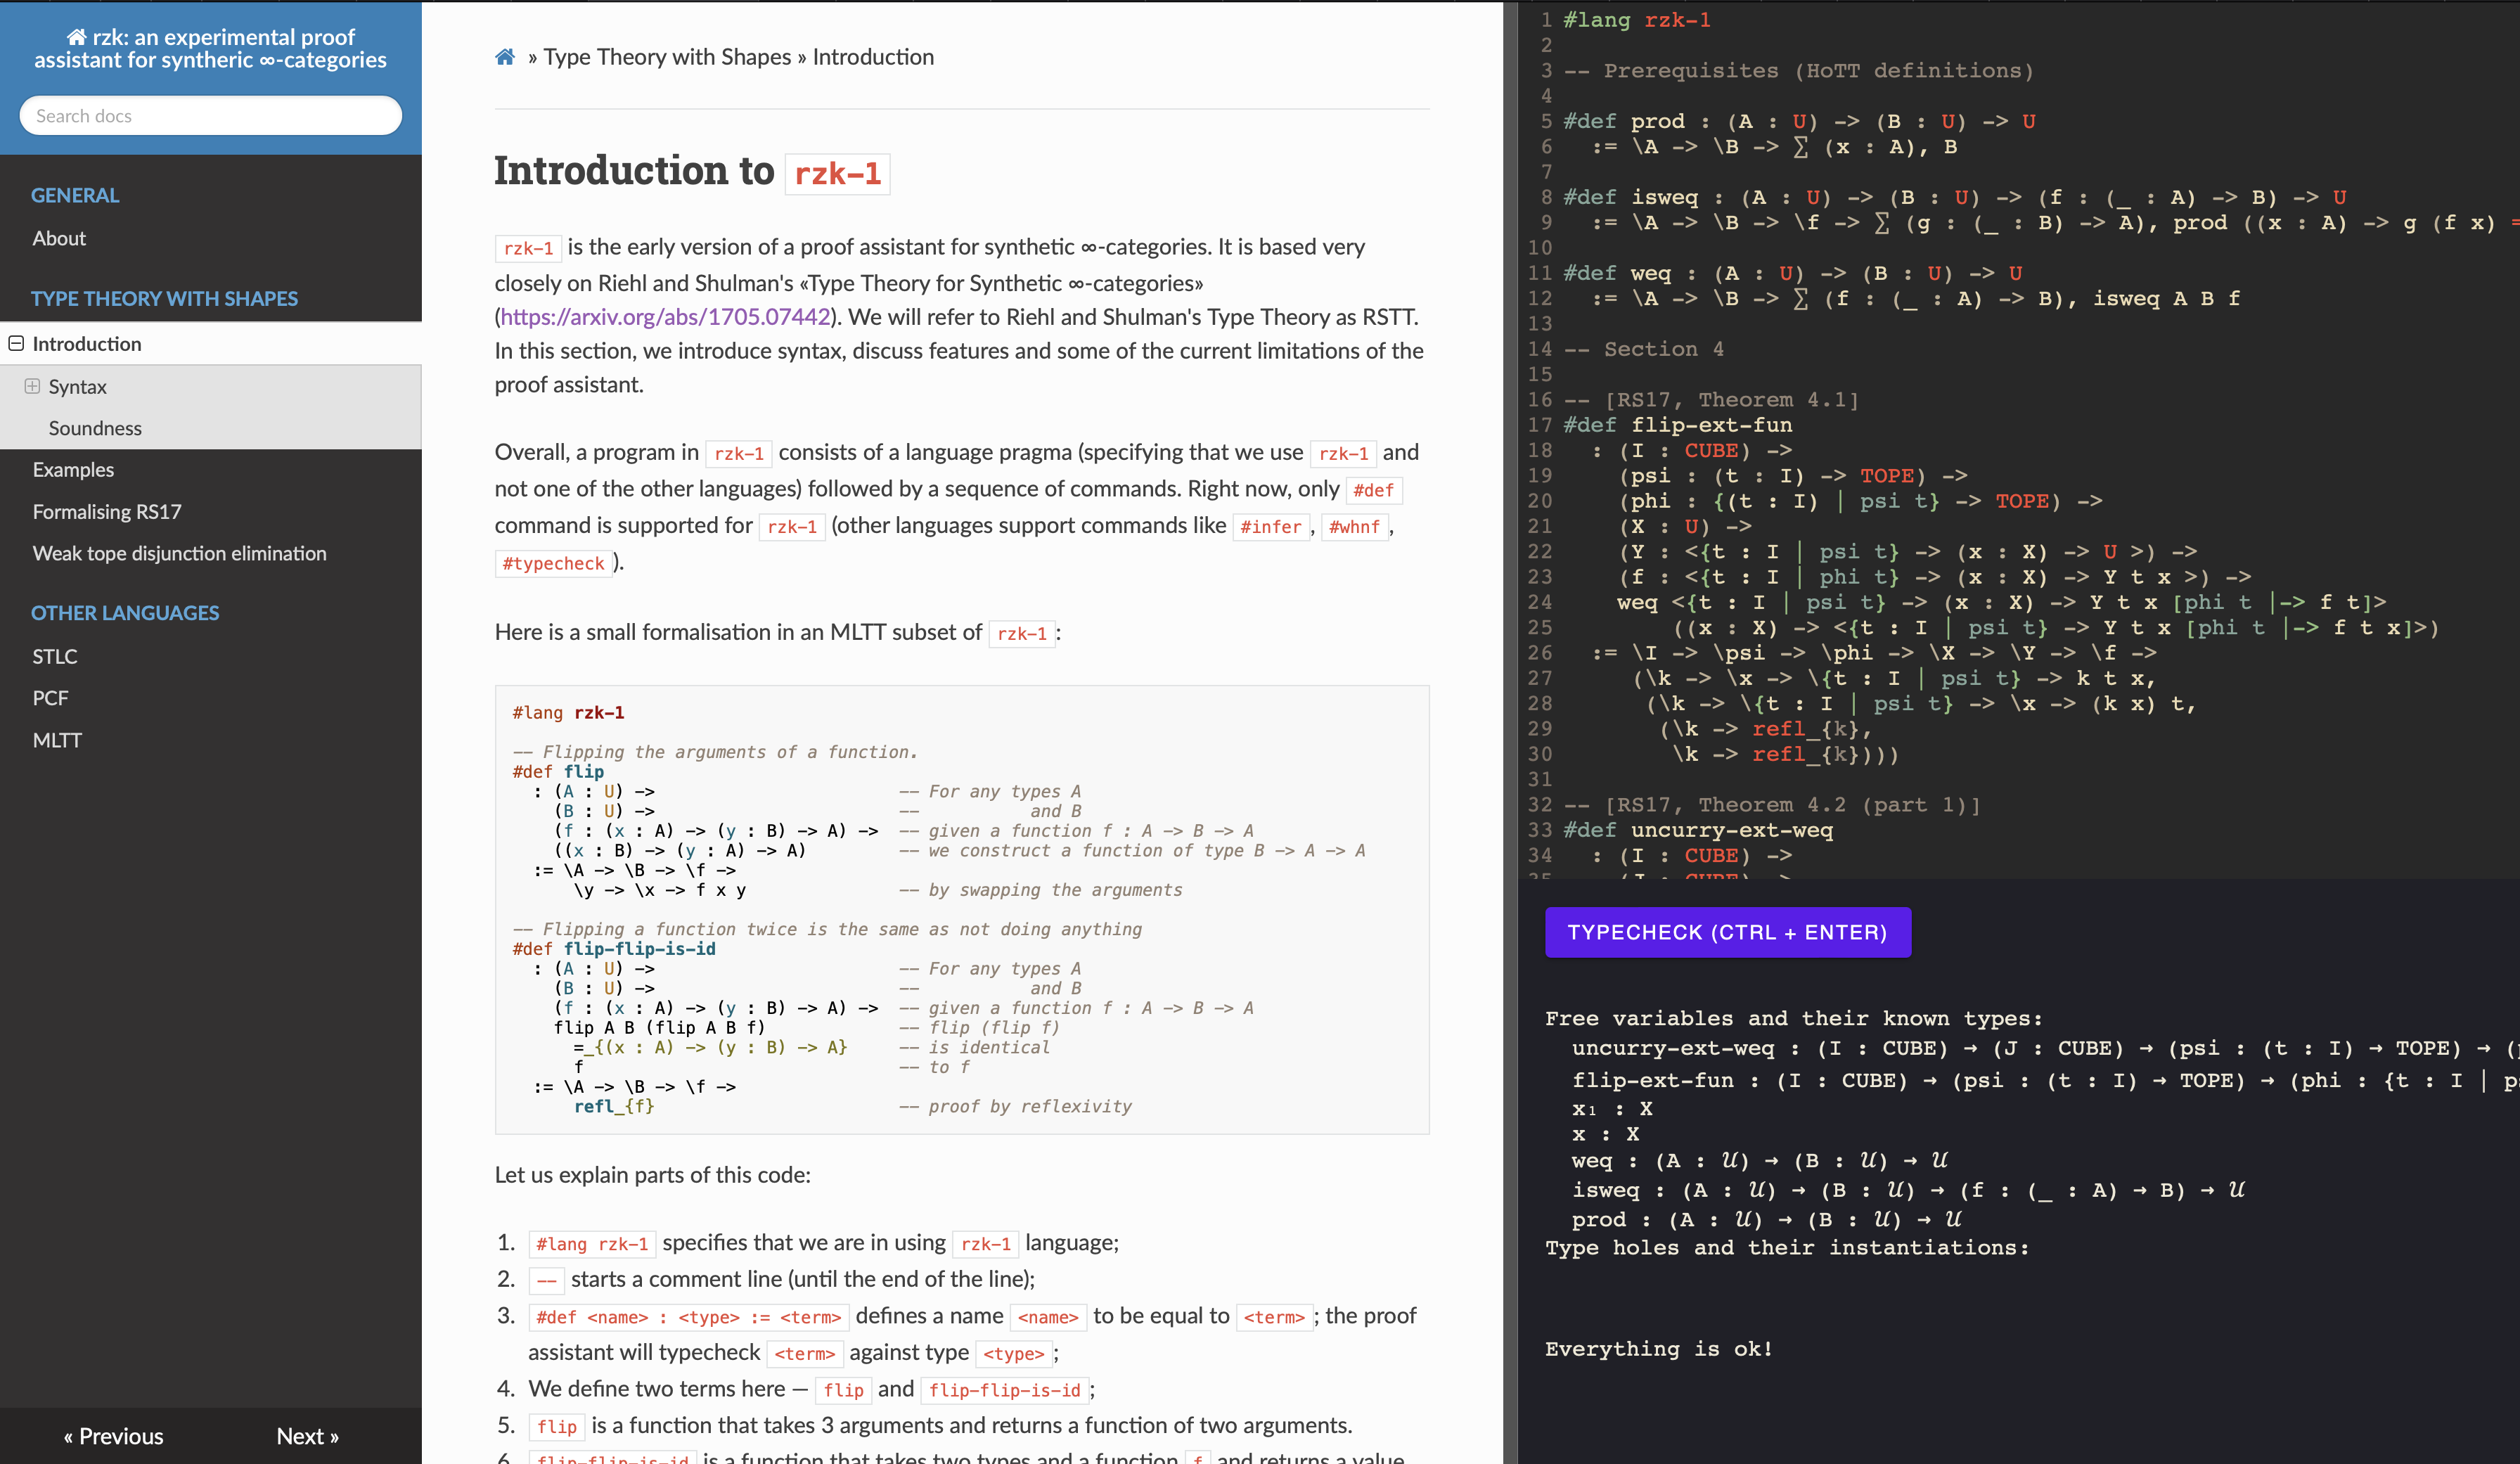 rzk: an experimental proof
assistant for syntheric ∞-categories
Search docs
GENERAL
About
TYPE THEORY WITH SHAPES
Introduction
Syntax
Soundness
Examples
Formalising RS17
Weak tope disjunction elimination
OTHER LANGUAGES
STLC
PCF
MLTT
« Previous Next »
» Type Theory with Shapes » Introduction
Introduction to rzk-1
rzk-1 is the early version of a proof assistant for synthetic ∞-categories. It is based very
closely on Riehl and Shulman's «Type Theory for Synthetic ∞-categories»
(https://arxiv.org/abs/1705.07442). We will refer to Riehl and Shulman's Type Theory as RSTT.
In this section, we introduce syntax, discuss features and some of the current limitations of the
proof assistant.
Overall, a program in rzk-1 consists of a language pragma (specifying that we use rzk-1 and
not one of the other languages) followed by a sequence of commands. Right now, only #def
command is supported for rzk-1 (other languages support commands like #infer, #whnf,
#typecheck).
Here is a small formalisation in an MLTT subset of rzk-1:
#lang rzk-1
-- Flipping the arguments of a function.
#def flip
: (A : U) -> -- For any types A
(B : U) -> -- and B
(f : (x : A) -> (y : B) -> A) -> -- given a function f : A -> B -> A
((x : B) -> (y : A) -> A) -- we construct a function of type B -> A -> A
:= \A -> \B -> \f ->
\y -> \x -> f x y -- by swapping the arguments
-- Flipping a function twice is the same as not doing anything
#def flip-flip-is-id
: (A : U) -> -- For any types A
(B : U) -> -- and B
(f : (x : A) -> (y : B) -> A) -> -- given a function f : A -> B -> A
flip A B (flip A B f) -- flip (flip f)
=_{(x : A) -> (y : B) -> A} -- is identical
f -- to f
:= \A -> \B -> \f ->
refl_{f} -- proof by reflexivity
Let us explain parts of this code:
1. #lang rzk-1 specifies that we are in using rzk-1 language;
2. -- starts a comment line (until the end of the line);
3. #def <name> : <type> := <term> defines a name <name> to be equal to <term>; the proof
assistant will typecheck <term> against type <type>;
4. We define two terms here — flip and flip-flip-is-id;
5. flip is a function that takes 3 arguments and returns a function of two arguments.
6. flip-flip-is-id is a function that takes two types and a function f and returns a value
1 #lang rzk-1
2
3 -- Prerequisites (HoTT definitions)
4
5 #def prod : (A : U) -> (B : U) -> U
6 := \A -> \B -> ∑ (x : A), B
7
8 #def isweq : (A : U) -> (B : U) -> (f : (_ : A) -> B) -> U
9 := \A -> \B -> \f -> ∑ (g : (_ : B) -> A), prod ((x : A) -> g (f x) =
10
11 #def weq : (A : U) -> (B : U) -> U
12 := \A -> \B -> ∑ (f : (_ : A) -> B), isweq A B f
13
14 -- Section 4
15
16 -- [RS17, Theorem 4.1]
17 #def flip-ext-fun
18 : (I : CUBE) ->
19 (psi : (t : I) -> TOPE) ->
20 (phi : {(t : I) | psi t} -> TOPE) ->
21 (X : U) ->
22 (Y : <{t : I | psi t} -> (x : X) -> U >) ->
23 (f : <{t : I | phi t} -> (x : X) -> Y t x >) ->
24 weq <{t : I | psi t} -> (x : X) -> Y t x [phi t |-> f t]>
25 ((x : X) -> <{t : I | psi t} -> Y t x [phi t |-> f t x]>)
26 := \I -> \psi -> \phi -> \X -> \Y -> \f ->
27 (\k -> \x -> \{t : I | psi t} -> k t x,
28 (\k -> \{t : I | psi t} -> \x -> (k x) t,
29 (\k -> refl_{k},
30 \k -> refl_{k})))
31
32 -- [RS17, Theorem 4.2 (part 1)]
33 #def uncurry-ext-weq
34 : (I : CUBE) ->
35 (J : CUBE) ->
TYPECHECK (CTRL + ENTER)
Free variables and their known types:
uncurry-ext-weq : (I : CUBE) → (J : CUBE) → (psi : (t : I) → TOPE) → (
flip-ext-fun : (I : CUBE) → (psi : (t : I) → TOPE) → (phi : {t : I | p
x₁ : X
x : X
weq : (A : 𝒰) → (B : 𝒰) → 𝒰
isweq : (A : 𝒰) → (B : 𝒰) → (f : (_ : A) → B) → 𝒰
prod : (A : 𝒰) → (B : 𝒰) → 𝒰
Type holes and their instantiations:
Everything is ok!